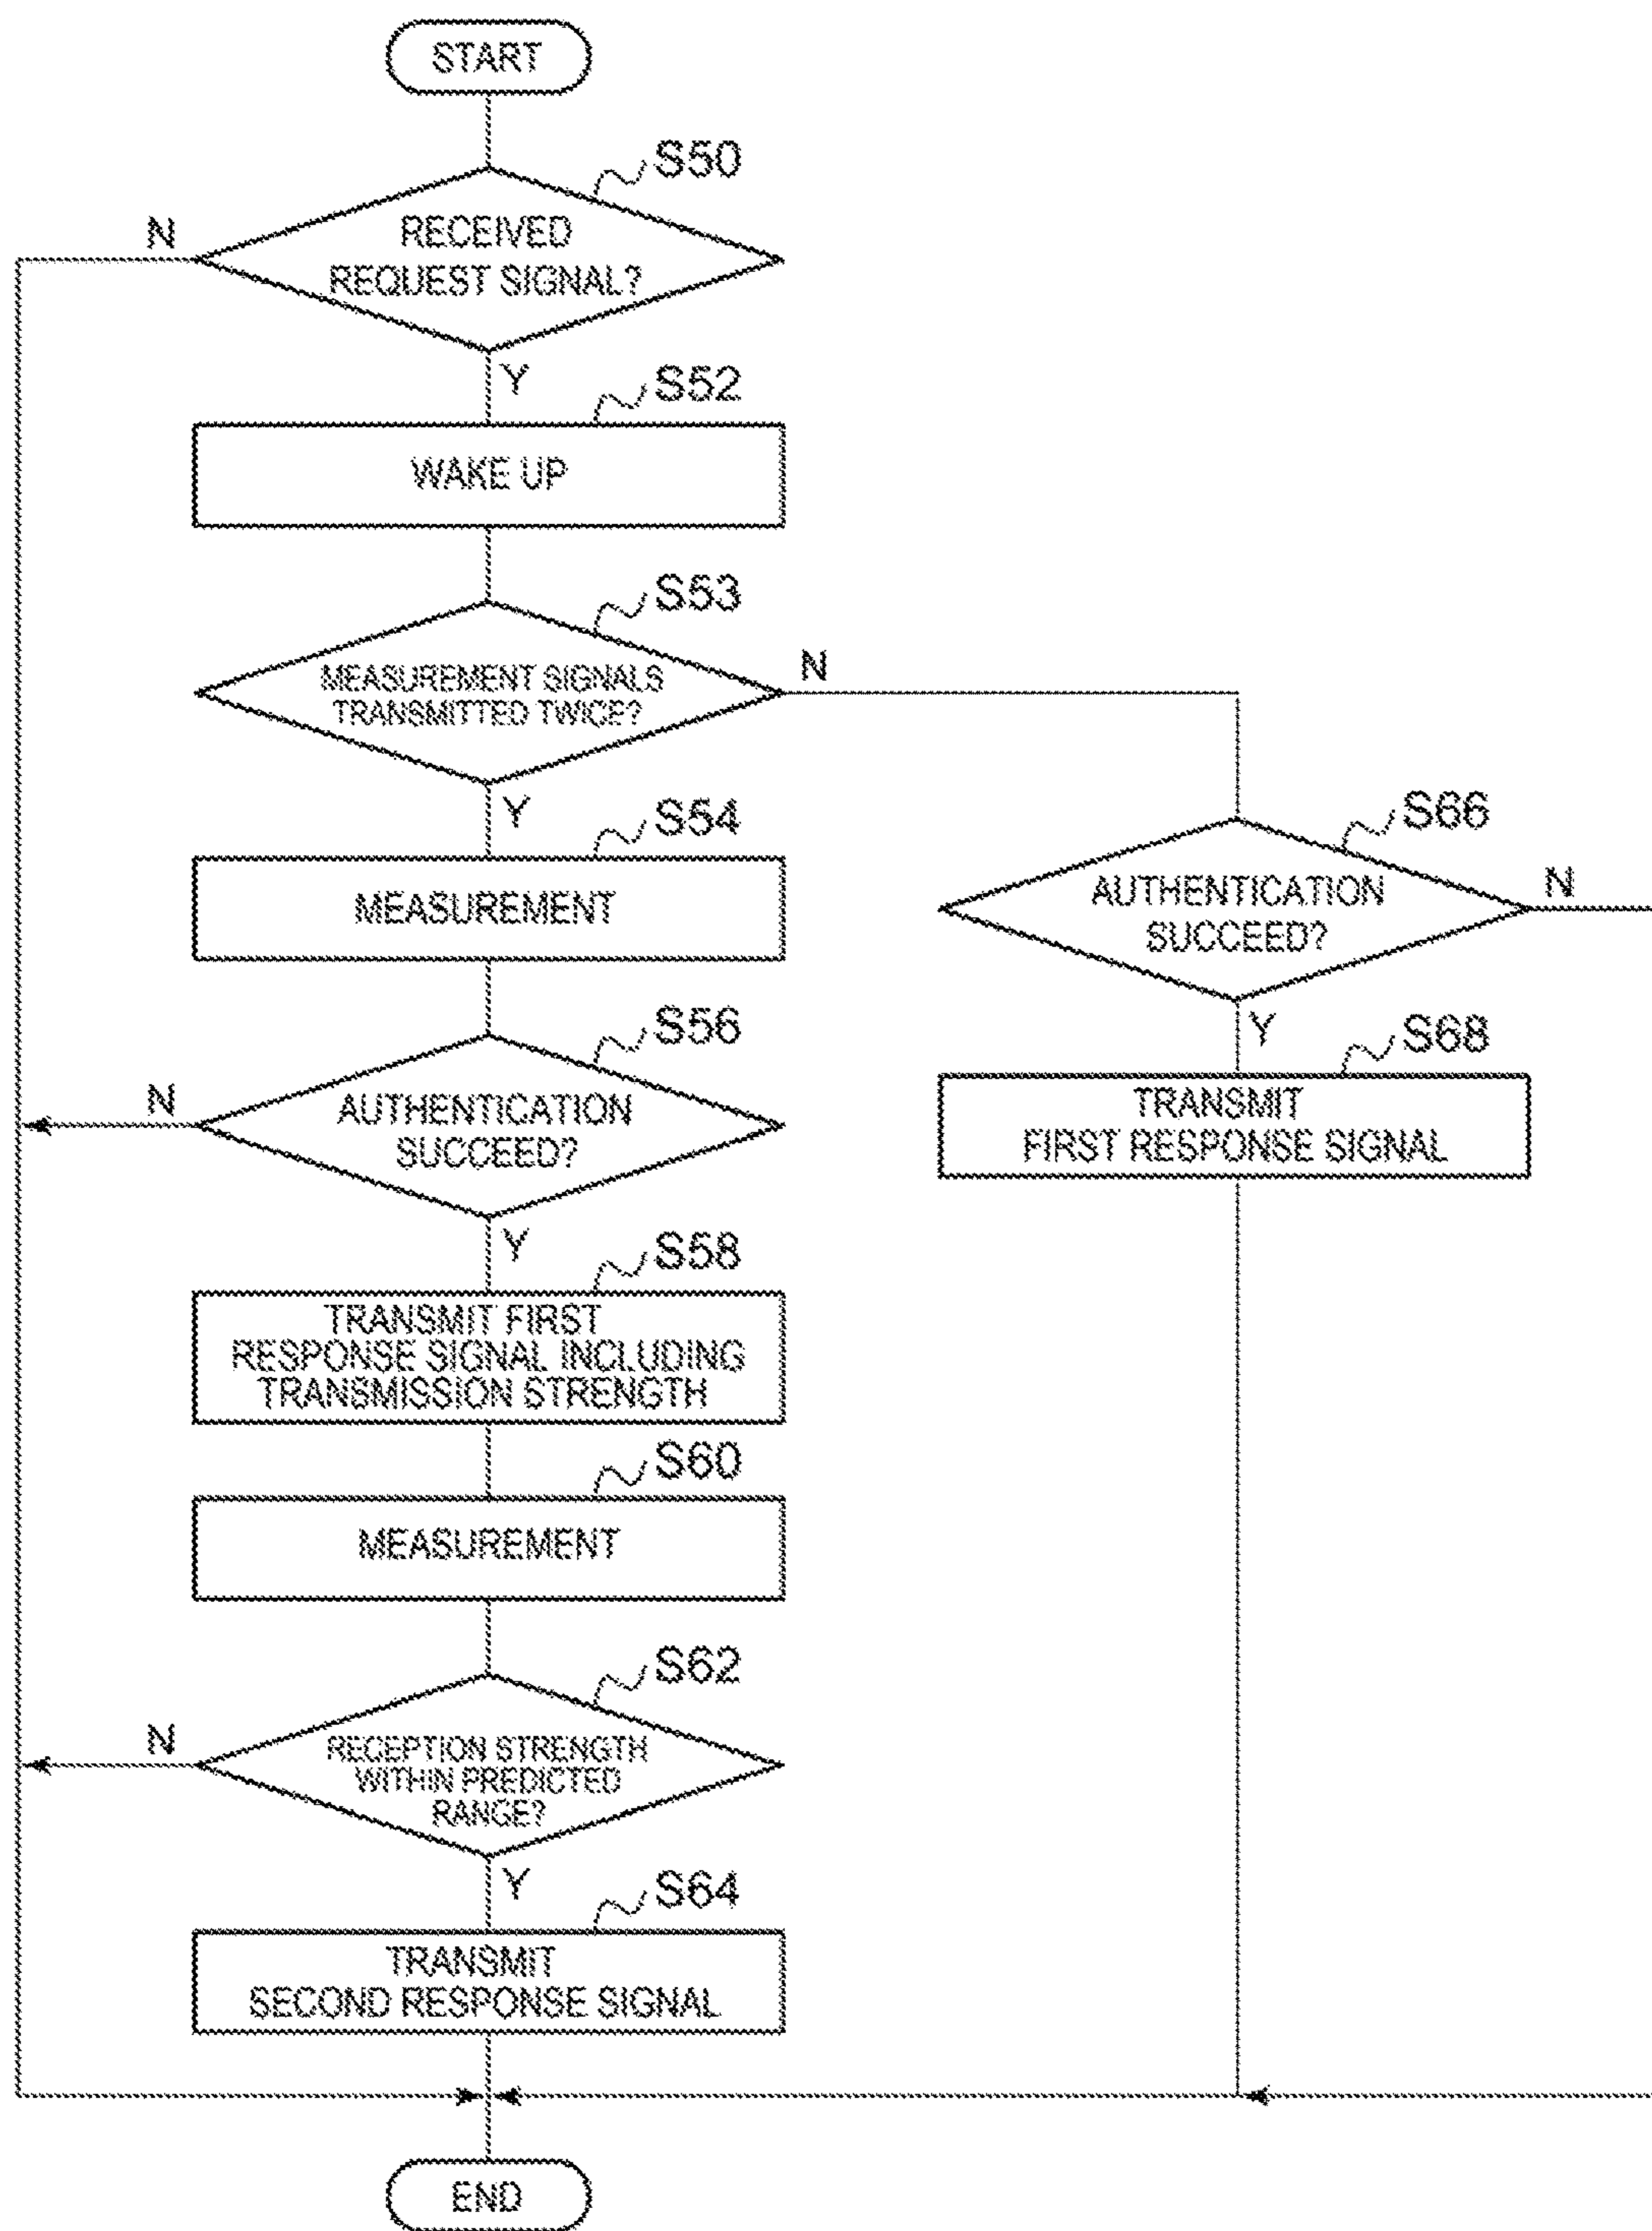 START
S50
N
RECEIVED
REQUEST SIGNAL?
Y
S52
WAKE UP
S53
MEASUREMENT SIGNALS
TRANSMITTED TWICE?
N
Y
S54
MEASUREMENT
S66
AUTHENTICATION
SUCCEED?
N
Y
S68
TRANSMIT
FIRST RESPONSE SIGNAL
S56
N
AUTHENTICATION
SUCCEED?
Y
S58
TRANSMIT FIRST
RESPONSE SIGNAL INCLUDING
TRANSMISSION STRENGTH
S60
MEASUREMENT
S62
N
RECEPTION STRENGTH
WITHIN PREDICTED
RANGE?
Y
S64
TRANSMIT
SECOND RESPONSE SIGNAL
END